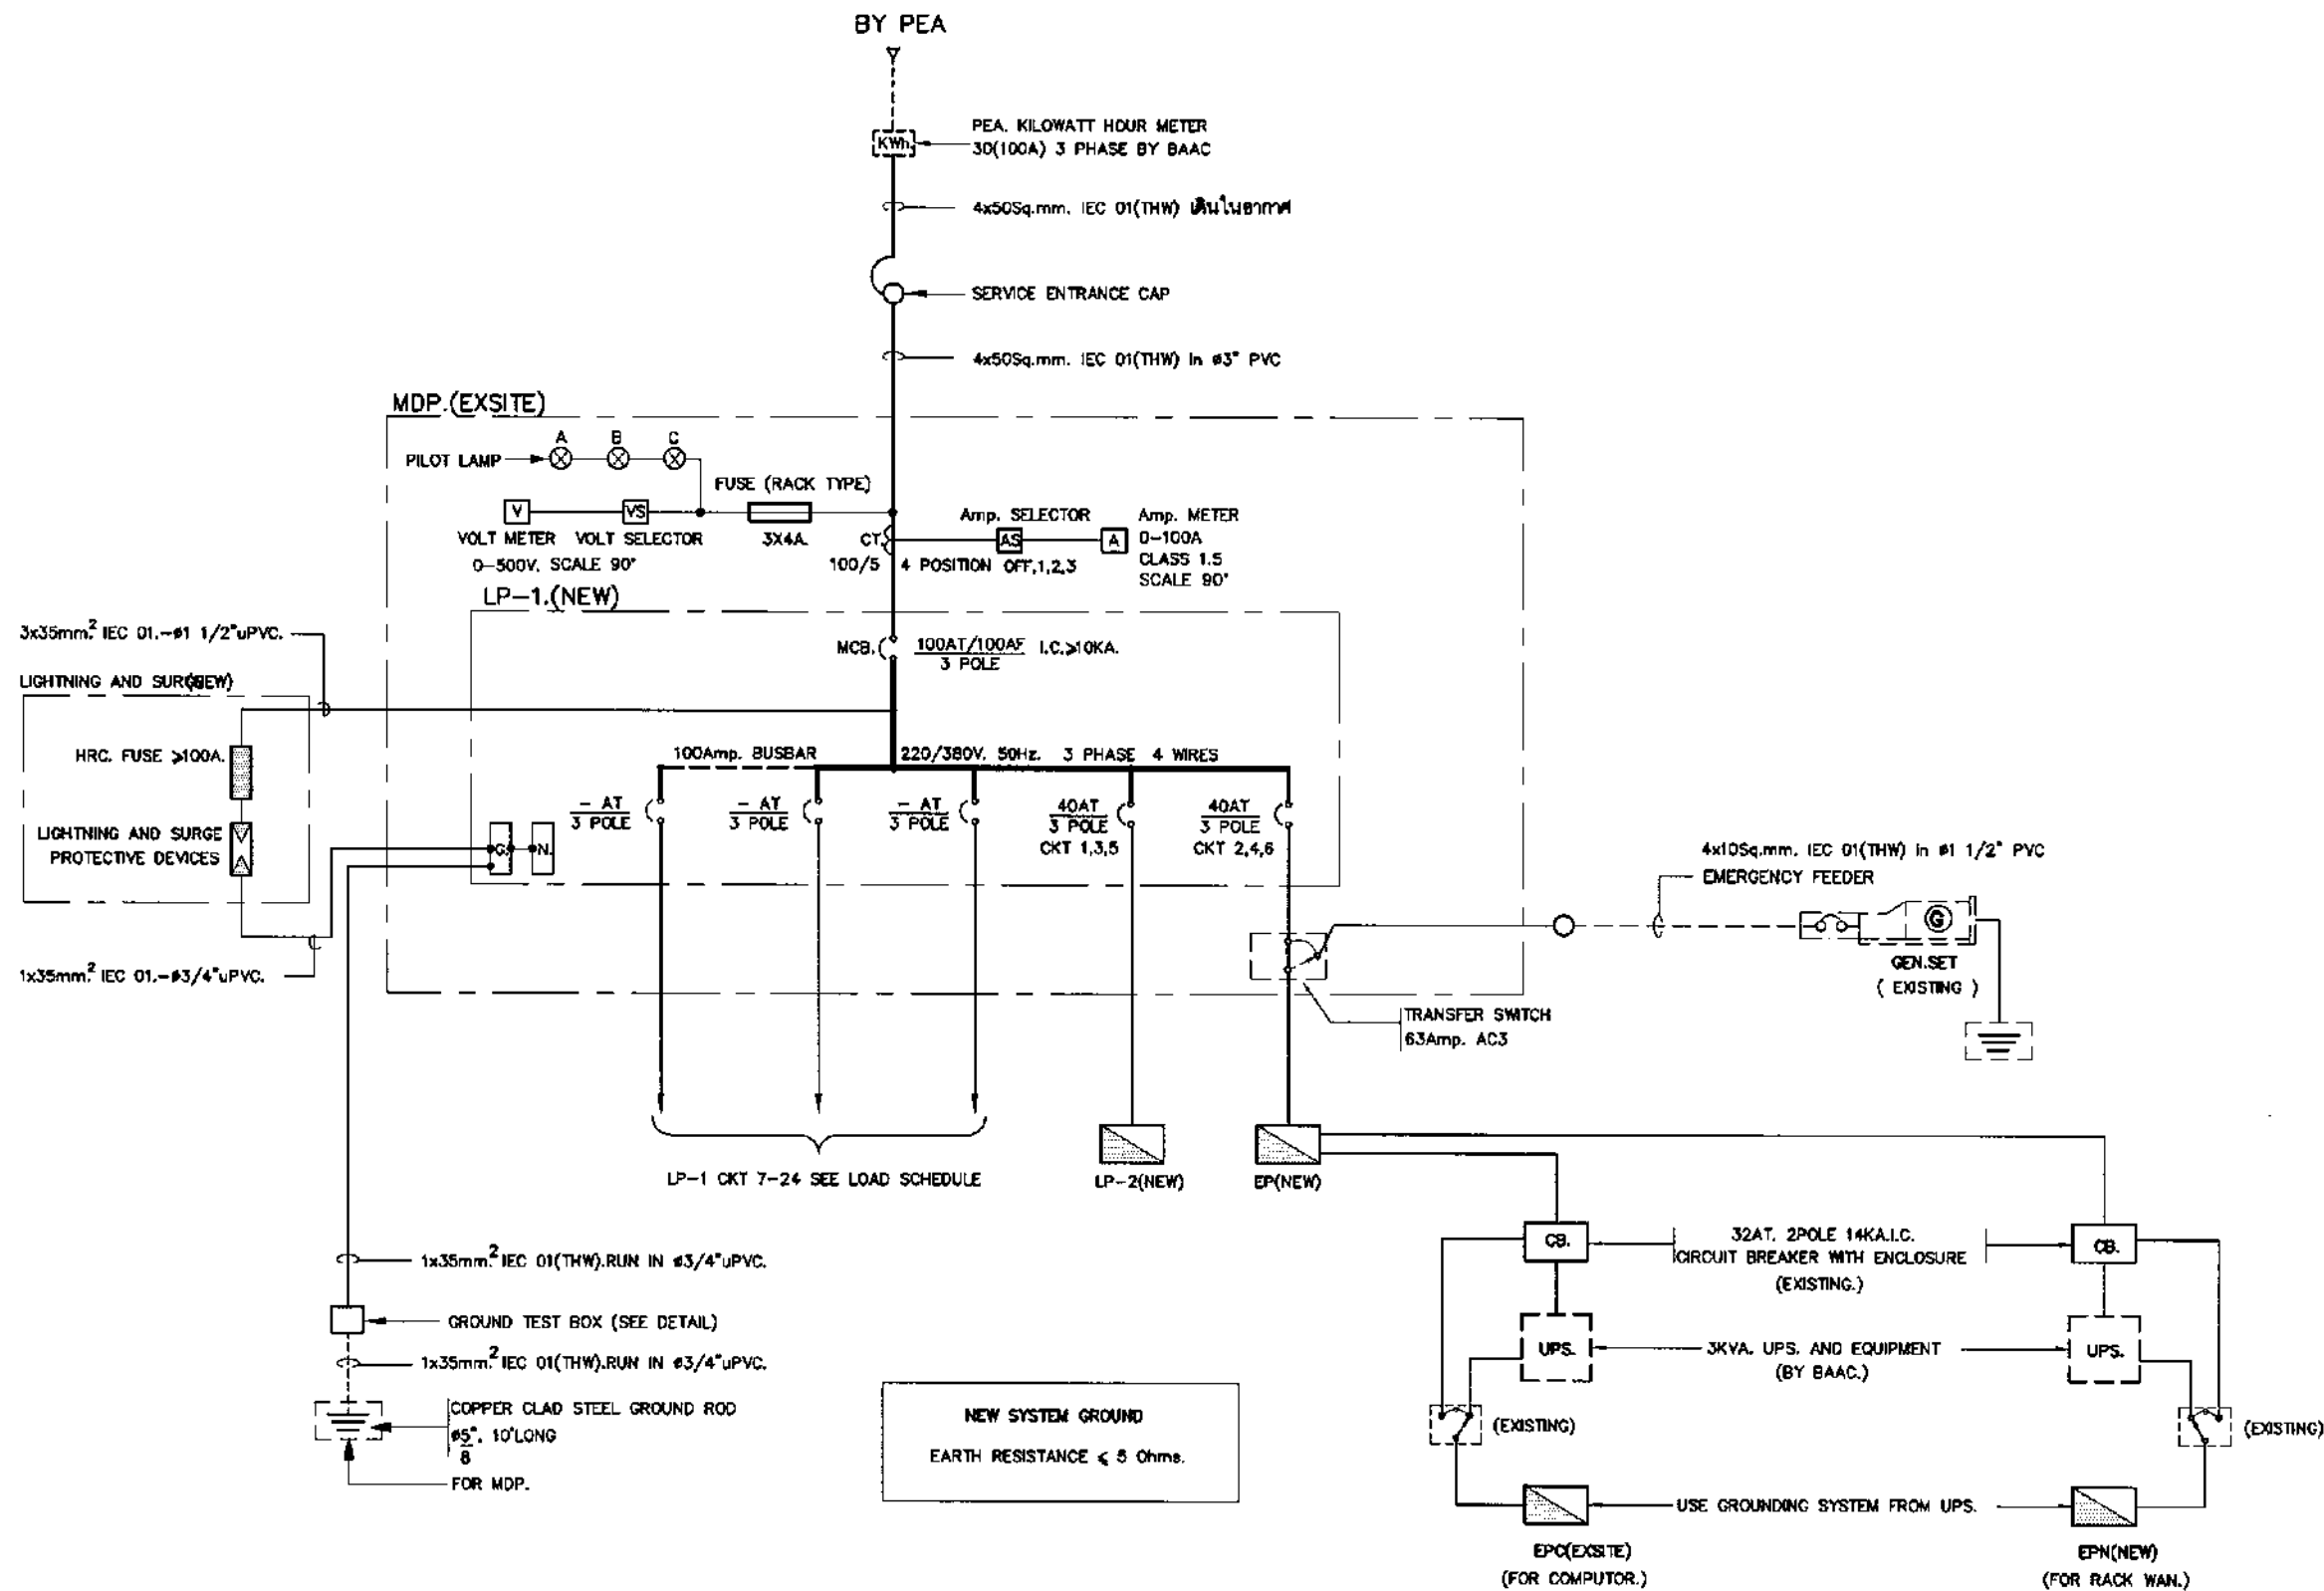 BY PEA
KWh.
PEA. KILOWATT HOUR METER
30(100A) 3 PHASE BY BAAC
4x50Sq.mm. IEC 01(THW) เดินในอากาศ
SERVICE ENTRANCE CAP
4x50Sq.mm. IEC 01(THW) In ø3" PVC
MDP.(EXSITE)
A B C
PILOT LAMP
FUSE (RACK TYPE)
V VS
VOLT METER VOLT SELECTOR 3X4A.
0-500V. SCALE 90°
CT.
100/5
Amp. SELECTOR
AS
4 POSITION OFF,1,2,3
A
Amp. METER
0-100A
CLASS 1.5
SCALE 90°
LP-1.(NEW)
MCB. 100AT/100AF I.C.⩾10KA.
3 POLE
3x35mm.² IEC 01.-ø1 1/2"uPVC.
LIGHTNING AND SURGE(NEW)
HRC. FUSE ⩾100A.
LIGHTNING AND SURGE
PROTECTIVE DEVICES
1x35mm.² IEC 01.-ø3/4"uPVC.
100Amp. BUSBAR 220/380V. 50Hz. 3 PHASE 4 WIRES
- AT
3 POLE
- AT
3 POLE
- AT
3 POLE
40AT
3 POLE
CKT 1,3,5
40AT
3 POLE
CKT 2,4,6
G. N.
4x10Sq.mm. IEC 01(THW) In ø1 1/2" PVC
EMERGENCY FEEDER
G
GEN.SET
( EXISTING )
TRANSFER SWITCH
63Amp. AC3
LP-1 CKT 7-24 SEE LOAD SCHEDULE
LP-2(NEW)
EP(NEW)
1x35mm.² IEC 01(THW).RUN IN ø3/4"uPVC.
GROUND TEST BOX (SEE DETAIL)
1x35mm.² IEC 01(THW).RUN IN ø3/4"uPVC.
COPPER CLAD STEEL GROUND ROD
ø5", 10'LONG
8
FOR MDP.
NEW SYSTEM GROUND
EARTH RESISTANCE ⩽ 5 Ohms.
CB.
32AT. 2POLE 14KA.I.C.
CIRCUIT BREAKER WITH ENCLOSURE
(EXISTING.)
CB.
UPS.
3KVA. UPS. AND EQUIPMENT
(BY BAAC.)
UPS.
(EXISTING)
(EXISTING)
USE GROUNDING SYSTEM FROM UPS.
EPC(EXSITE)
(FOR COMPUTOR.)
EPN(NEW)
(FOR RACK WAN.)